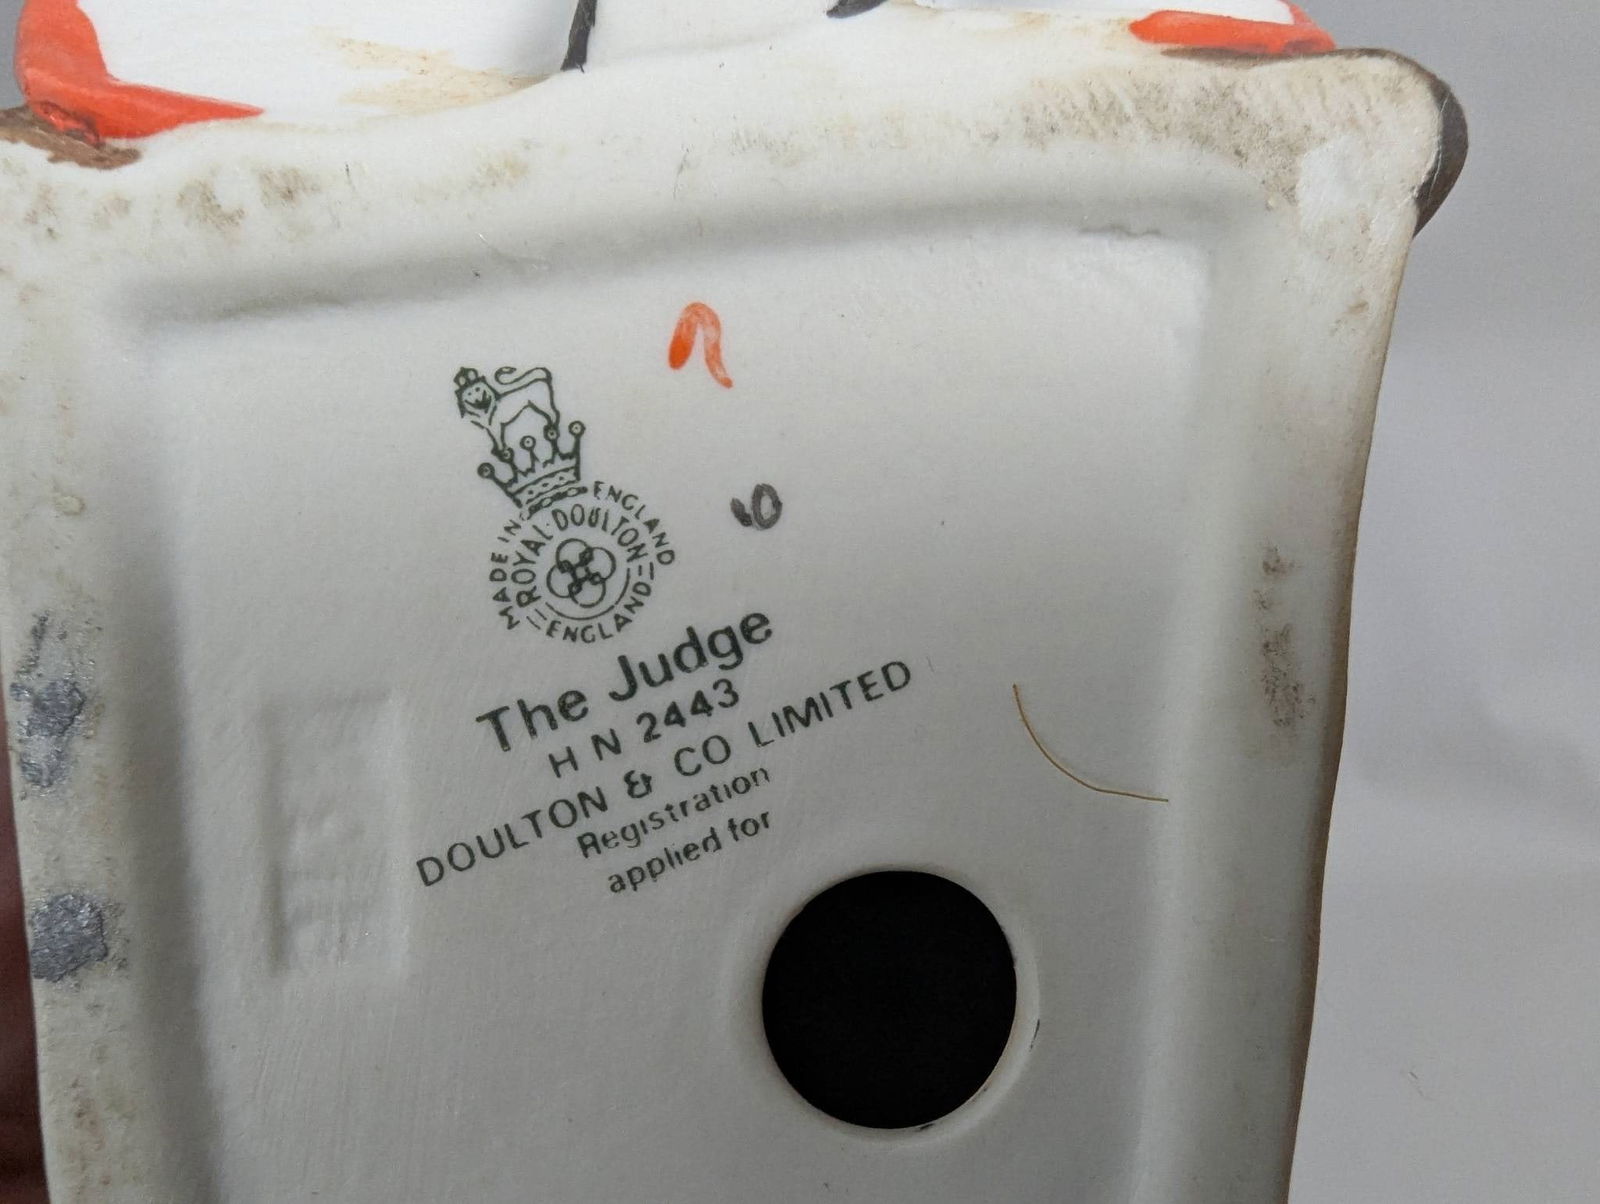 MADE IN ENGLAND
ROYAL·DOULTON
ENGLAND
The Judge
H N 2443
DOULTON & CO LIMITED
Registration
applied for